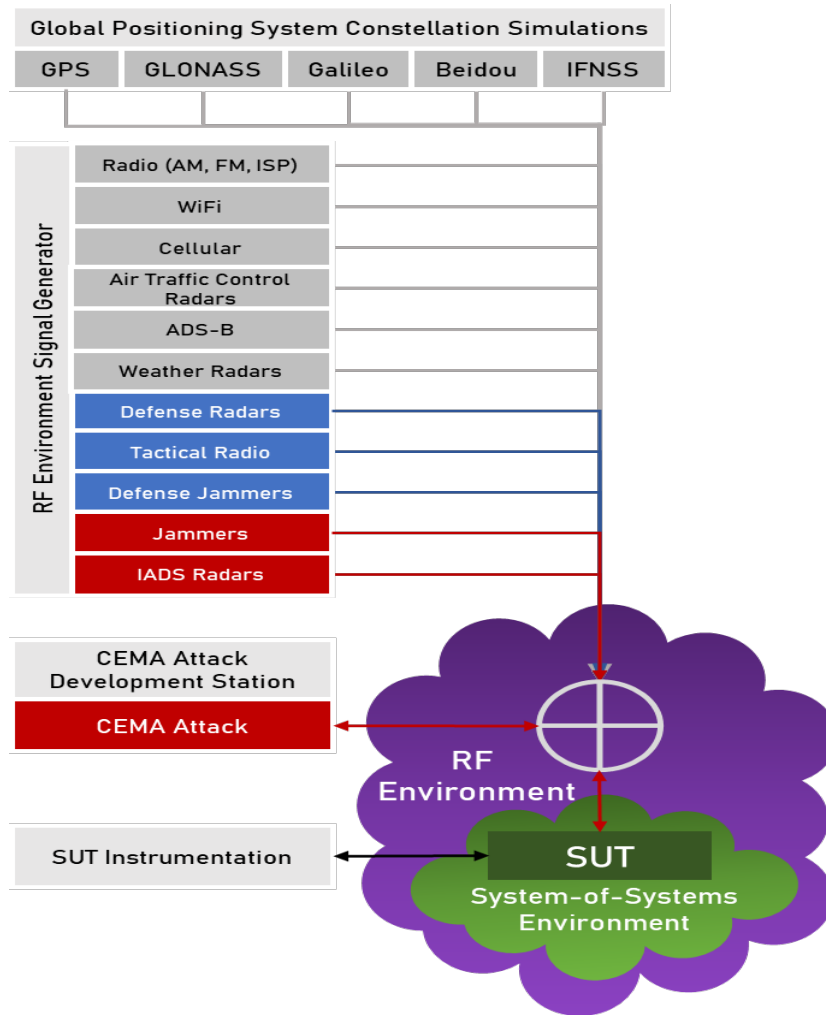 Global Positioning System Constellation Simulations
GPS
GLONASS
Galileo
Beidou
IFNSS
RF Environment Signal Generator
Radio (AM, FM, ISP)
WiFi
Cellular
Air Traffic Control
Radars
ADS-B
Weather Radars
Defense Radars
Tactical Radio
Defense Jammers
Jammers
IADS Radars
CEMA Attack
Development Station
CEMA Attack
RF
Environment
SUT Instrumentation
SUT
System-of-Systems
Environment